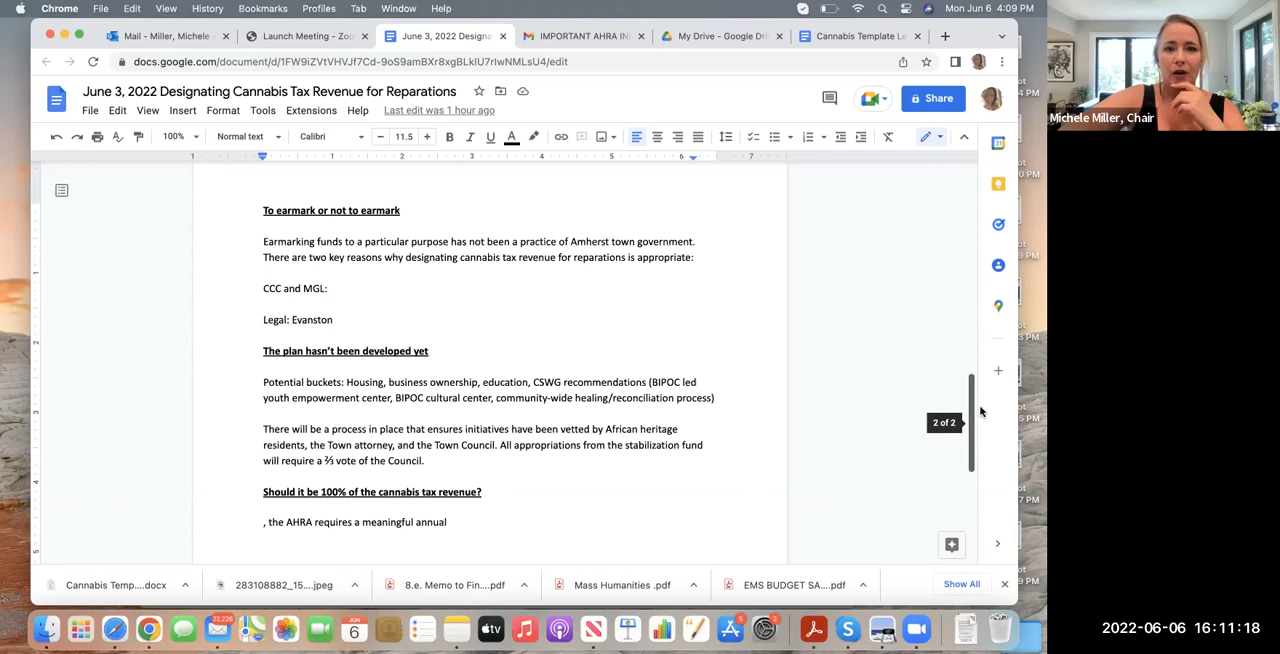 Chrome File Edit View History Bookmarks Profiles Tab Window Help Mon Jun 6 4:09 PM
Mail - Miller, Michele - Launch Meeting - Zoo June 3, 2022 Designa IMPORTANT AHRA IN My Drive - Google Dri Cannabis Template Le
docs.google.com/document/d/1FW9iZVtVHVJf7Cd-9oS9amBXr8xgBLklU7rIwNMLsU4/edit
June 3, 2022 Designating Cannabis Tax Revenue for Reparations
Share
File Edit View Insert Format Tools Extensions Help Last edit was 1 hour ago
100% Normal text Calibri 11.5
Michele Miller, Chair
To earmark or not to earmark
Earmarking funds to a particular purpose has not been a practice of Amherst town government.
There are two key reasons why designating cannabis tax revenue for reparations is appropriate:
CCC and MGL:
Legal: Evanston
The plan hasn't been developed yet
Potential buckets: Housing, business ownership, education, CSWG recommendations (BIPOC led
youth empowerment center, BIPOC cultural center, community-wide healing/reconciliation process)
2 of 2
There will be a process in place that ensures initiatives have been vetted by African heritage
residents, the Town attorney, and the Town Council. All appropriations from the stabilization fund
will require a ⅔ vote of the Council.
Should it be 100% of the cannabis tax revenue?
, the AHRA requires a meaningful annual
Cannabis Temp....docx 283108882_15....jpeg 8.e. Memo to Fin....pdf Mass Humanities .pdf EMS BUDGET SA....pdf Show All
22,226 JUN 6 tv 5 2
2022-06-06 16:11:18